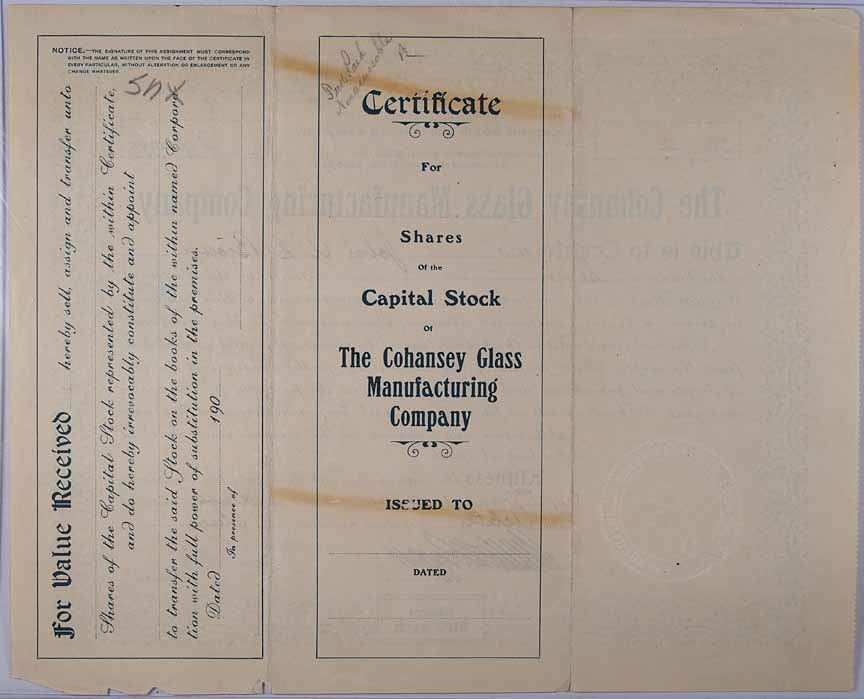 NOTICE.—THE SIGNATURE OF THIS ASSIGNMENT MUST CORRESPOND
WITH THE NAME AS WRITTEN UPON THE FACE OF THE CERTIFICATE IN
EVERY PARTICULAR, WITHOUT ALTERATION OR ENLARGEMENT OR ANY
CHANGE WHATEVER.
For Value Received hereby sell, assign and transfer unto
Shares of the Capital Stock represented by the within Certificate,
and do hereby irrevocably constitute and appoint
to transfer the said Stock on the books of the within named Corpora
tion with full power of substitution in the premises.
Dated 190
In presence of
Certificate
For
Shares
Of the
Capital Stock
Of
The Cohansey Glass
Manufacturing
Company
ISSUED TO
DATED
The Cohansey Glass Manufacturing Company
This is to Certify